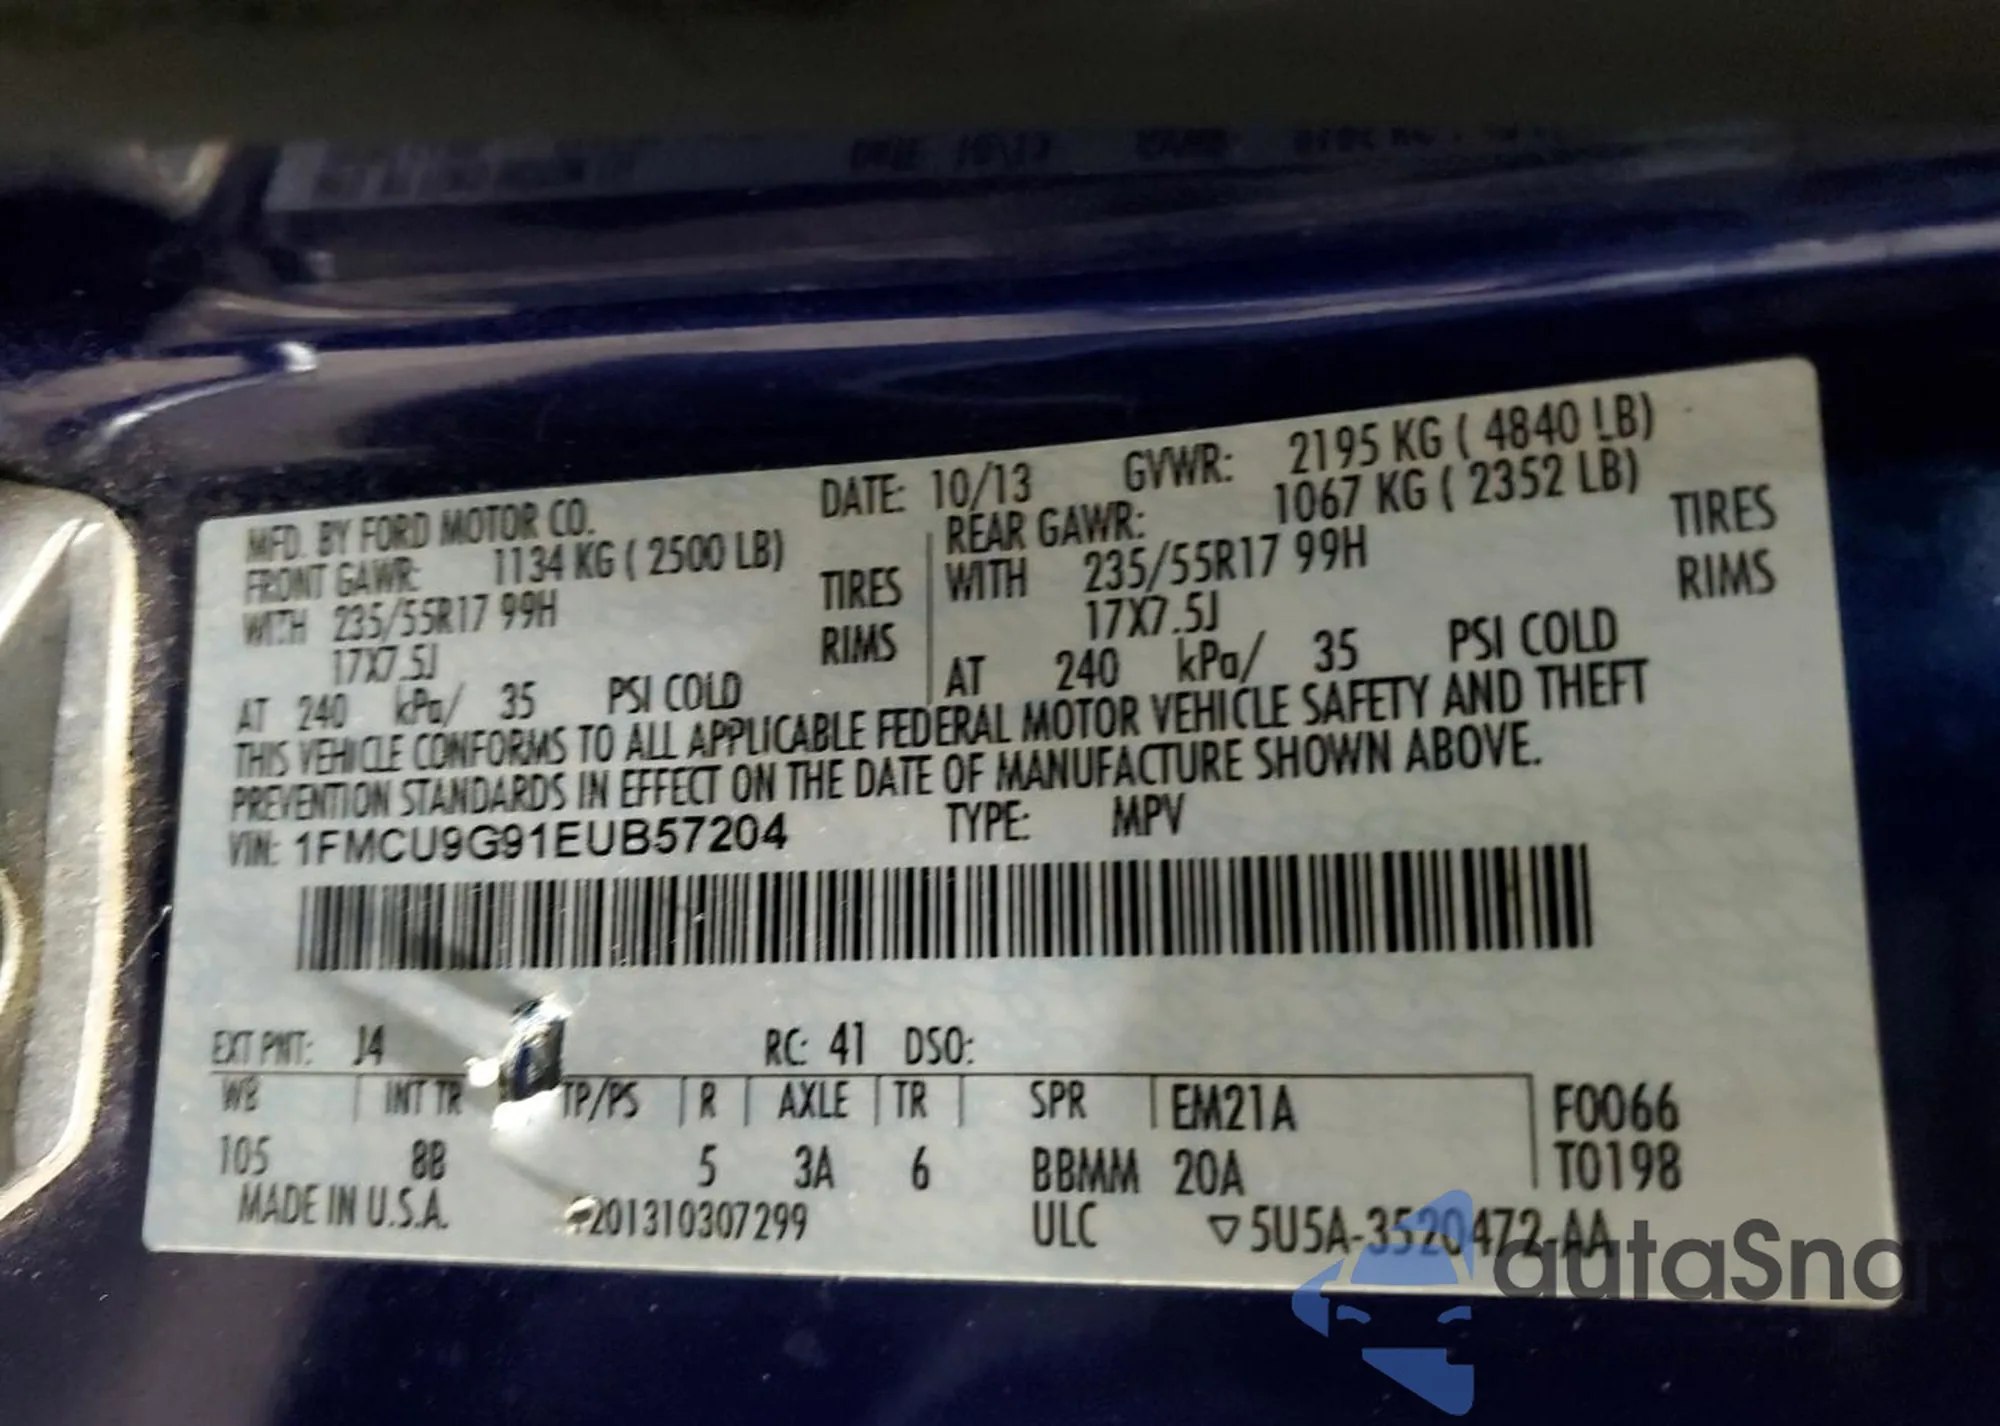 MFD. BY FORD MOTOR CO. DATE: 10/13 GVWR: 2195 KG ( 4840 LB)
FRONT GAWR: 1134 KG ( 2500 LB) REAR GAWR: 1067 KG ( 2352 LB)
WITH 235/55R17 99H TIRES WITH 235/55R17 99H TIRES
17X7.5J RIMS 17X7.5J RIMS
AT 240 kPa/ 35 PSI COLD AT 240 kPa/ 35 PSI COLD
THIS VEHICLE CONFORMS TO ALL APPLICABLE FEDERAL MOTOR VEHICLE SAFETY AND THEFT
PREVENTION STANDARDS IN EFFECT ON THE DATE OF MANUFACTURE SHOWN ABOVE.
VIN: 1FMCU9G91EUB57204 TYPE: MPV
EXT PNT: J4 RC: 41 DSO:
WB INT TR TP/PS R AXLE TR SPR EM21A F0066
105 8B 5 3A 6 BBMM 20A T0198
MADE IN U.S.A. 201310307299 ULC ▽5U5A-3520472-AA
autaSna